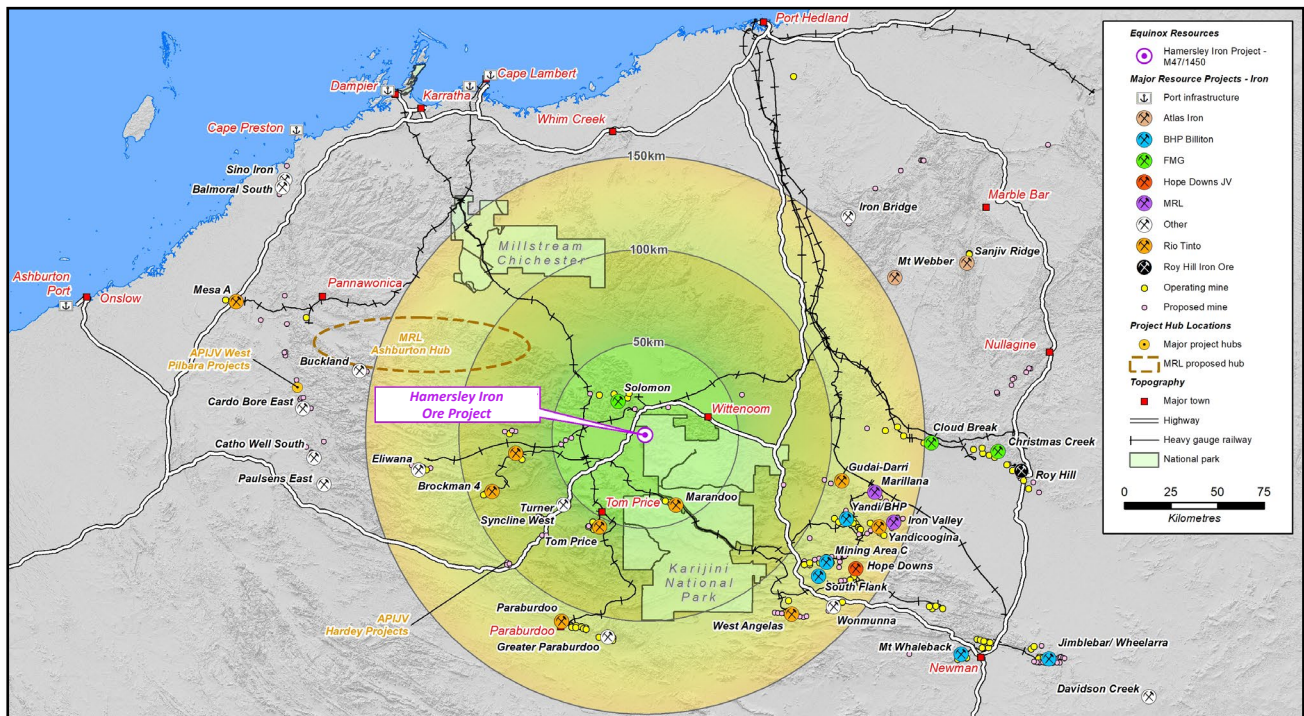 Port Hedland
Cape Lambert
Dampier
Karratha
Cape Preston
Whim Creek
150km
Sino Iron
Balmoral South
Marble Bar
Iron Bridge
Millstream
Chichester
100km
Sanjiv Ridge
Mt Webber
Ashburton
Port
Onslow
Mesa A
Pannawonica
MRL
Ashburton Hub
50km
Nullagine
APIJV West
Pilbara Projects
Buckland
Solomon
Hamersley Iron
Ore Project
Wittenoom
Cardo Bore East
Cloud Break
Christmas Creek
Catho Well South
Eliwana
Gudai-Darri
Marillana
Roy Hill
Paulsens East
Brockman 4
Turner
Syncline West
Tom Price
Marandoo
Yandi/BHP
Iron Valley
Yandicoogina
Tom Price
Mining Area C
Hope Downs
South Flank
Karijini
National
Park
APIJV
Hardey Projects
Paraburdoo
Paraburdoo
Greater Paraburdoo
West Angelas
Wonmunna
Mt Whaleback
Newman
Jimblebar/ Wheelarra
Davidson Creek
Equinox Resources
Hamersley Iron Project -
M47/1450
Major Resource Projects - Iron
Port infrastructure
Atlas Iron
BHP Billiton
FMG
Hope Downs JV
MRL
Other
Rio Tinto
Roy Hill Iron Ore
Operating mine
Proposed mine
Project Hub Locations
Major project hubs
MRL proposed hub
Topography
Major town
Highway
Heavy gauge railway
National park
0 25 50 75
Kilometres